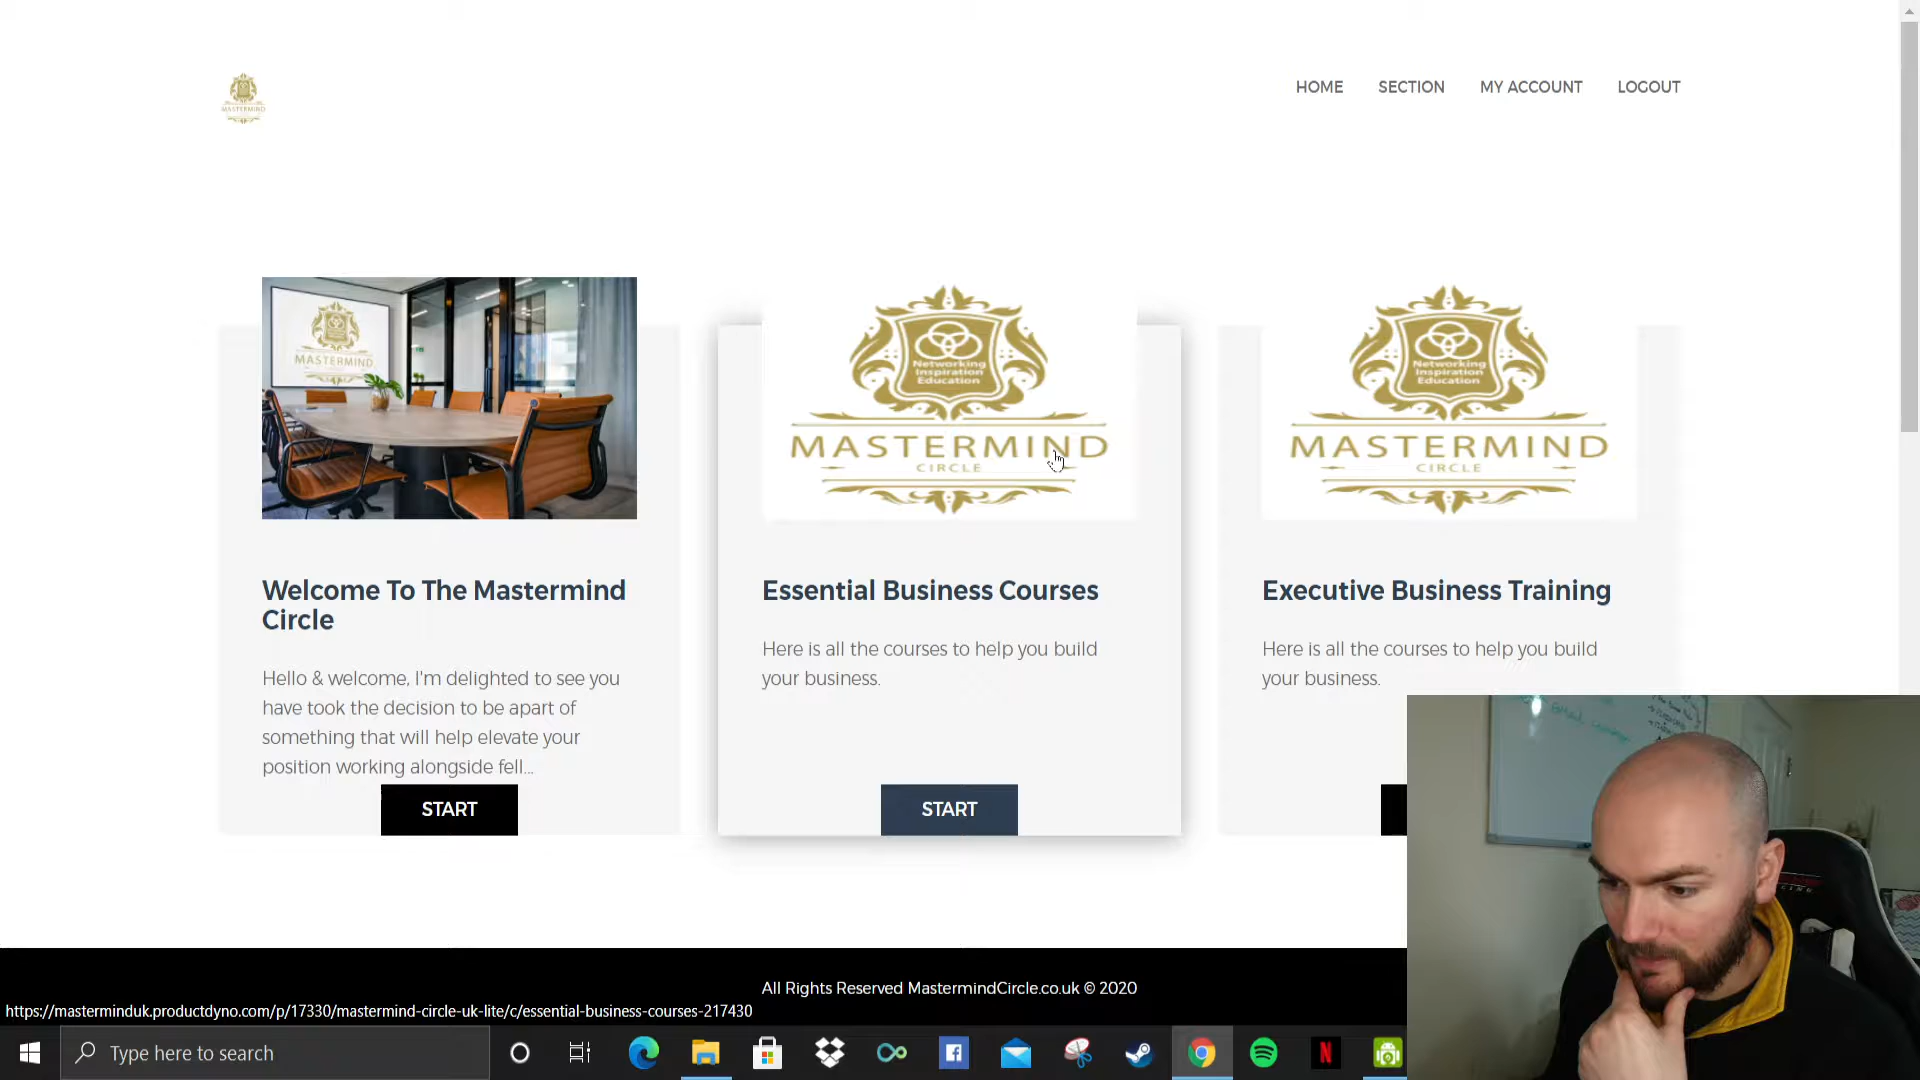 MASTERMIND
HOME
SECTION
MY ACCOUNT
LOGOUT
MASTERMIND
Networking
Inspiration
Education
MASTERMIND
CIRCLE
Networking
Inspiration
Education
MASTERMIND
CIRCLE
Welcome To The Mastermind
Circle
Hello & welcome, I'm delighted to see you
have took the decision to be apart of
something that will help elevate your
position working alongside fell...
START
Essential Business Courses
Here is all the courses to help you build
your business.
START
Executive Business Training
Here is all the courses to help you build
your business.
All Rights Reserved MastermindCircle.co.uk © 2020
https://masterminduk.productdyno.com/p/17330/mastermind-circle-uk-lite/c/essential-business-courses-217430
Type here to search